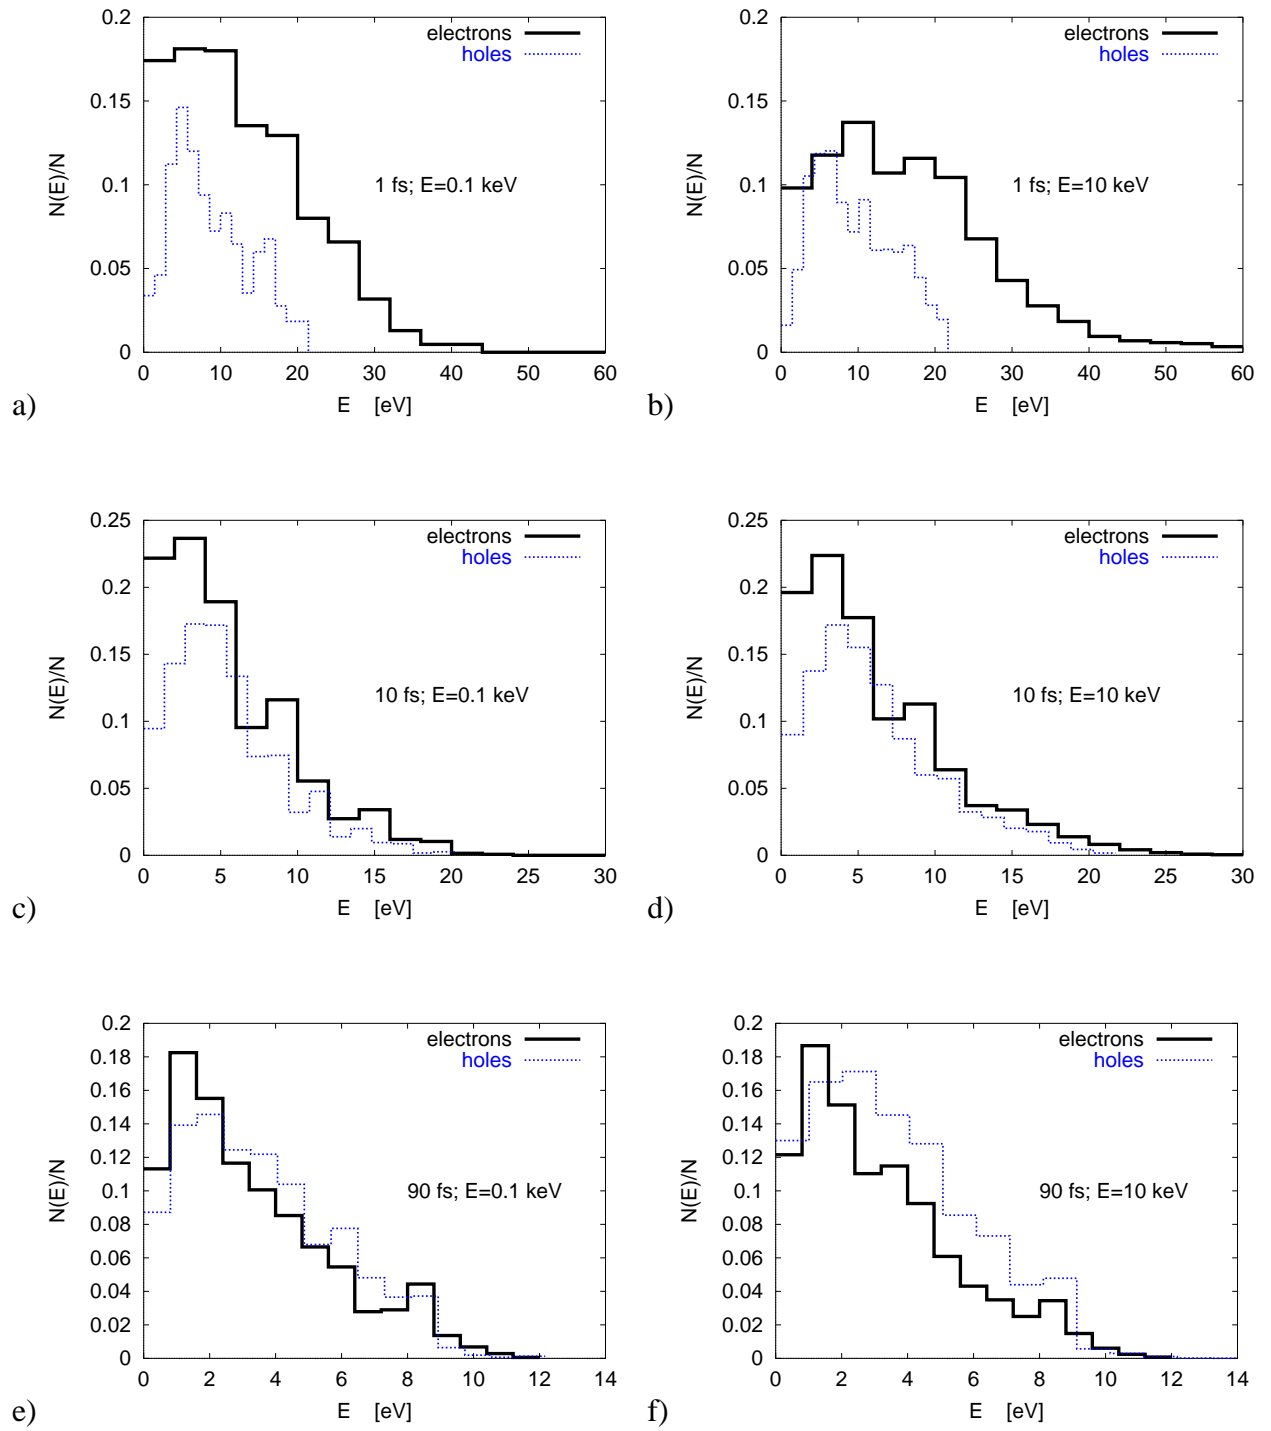 0.2
0.15
0.1
0.05
0
N(E)/N
electrons
holes
1 fs; E=0.1 keV
0 10 20 30 40 50 60
E [eV]
a)
0.2
0.15
0.1
0.05
0
N(E)/N
electrons
holes
1 fs; E=10 keV
0 10 20 30 40 50 60
E [eV]
b)
0.25
0.2
0.15
0.1
0.05
0
N(E)/N
electrons
holes
10 fs; E=0.1 keV
0 5 10 15 20 25 30
E [eV]
c)
0.25
0.2
0.15
0.1
0.05
0
N(E)/N
electrons
holes
10 fs; E=10 keV
0 5 10 15 20 25 30
E [eV]
d)
0.2
0.18
0.16
0.14
0.12
0.1
0.08
0.06
0.04
0.02
0
N(E)/N
electrons
holes
90 fs; E=0.1 keV
0 2 4 6 8 10 12 14
E [eV]
e)
0.2
0.18
0.16
0.14
0.12
0.1
0.08
0.06
0.04
0.02
0
N(E)/N
electrons
holes
90 fs; E=10 keV
0 2 4 6 8 10 12 14
E [eV]
f)